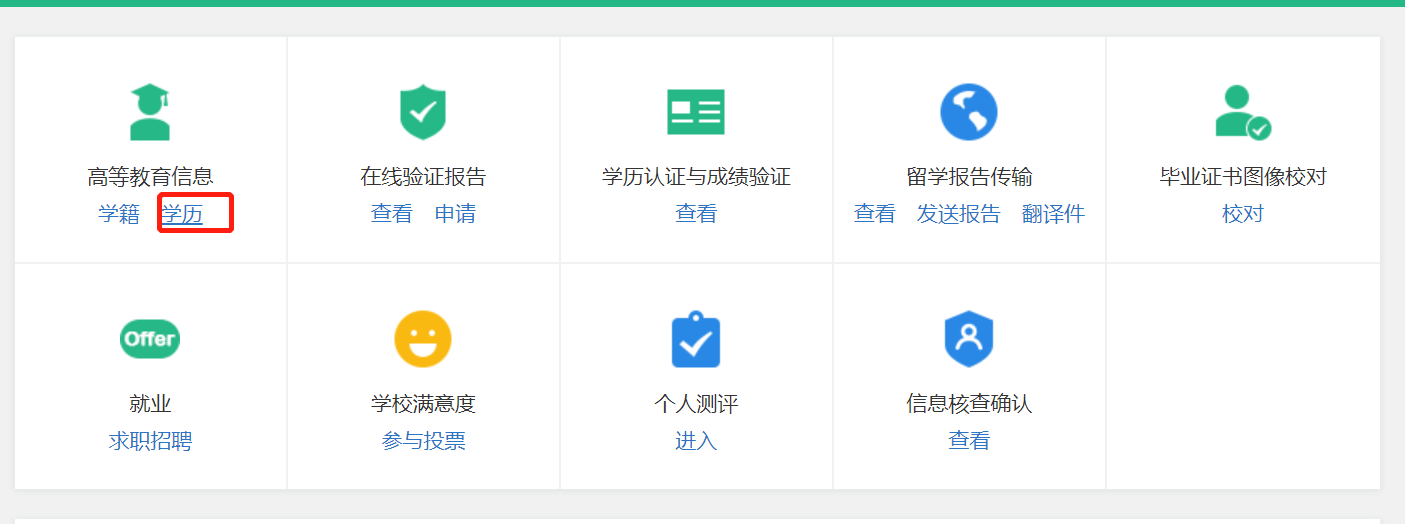 高等教育信息
学籍 学历
在线验证报告
查看 申请
学历认证与成绩验证
查看
留学报告传输
查看 发送报告 翻译件
毕业证书图像校对
校对
Offer
就业
求职招聘
学校满意度
参与投票
个人测评
进入
信息核查确认
查看